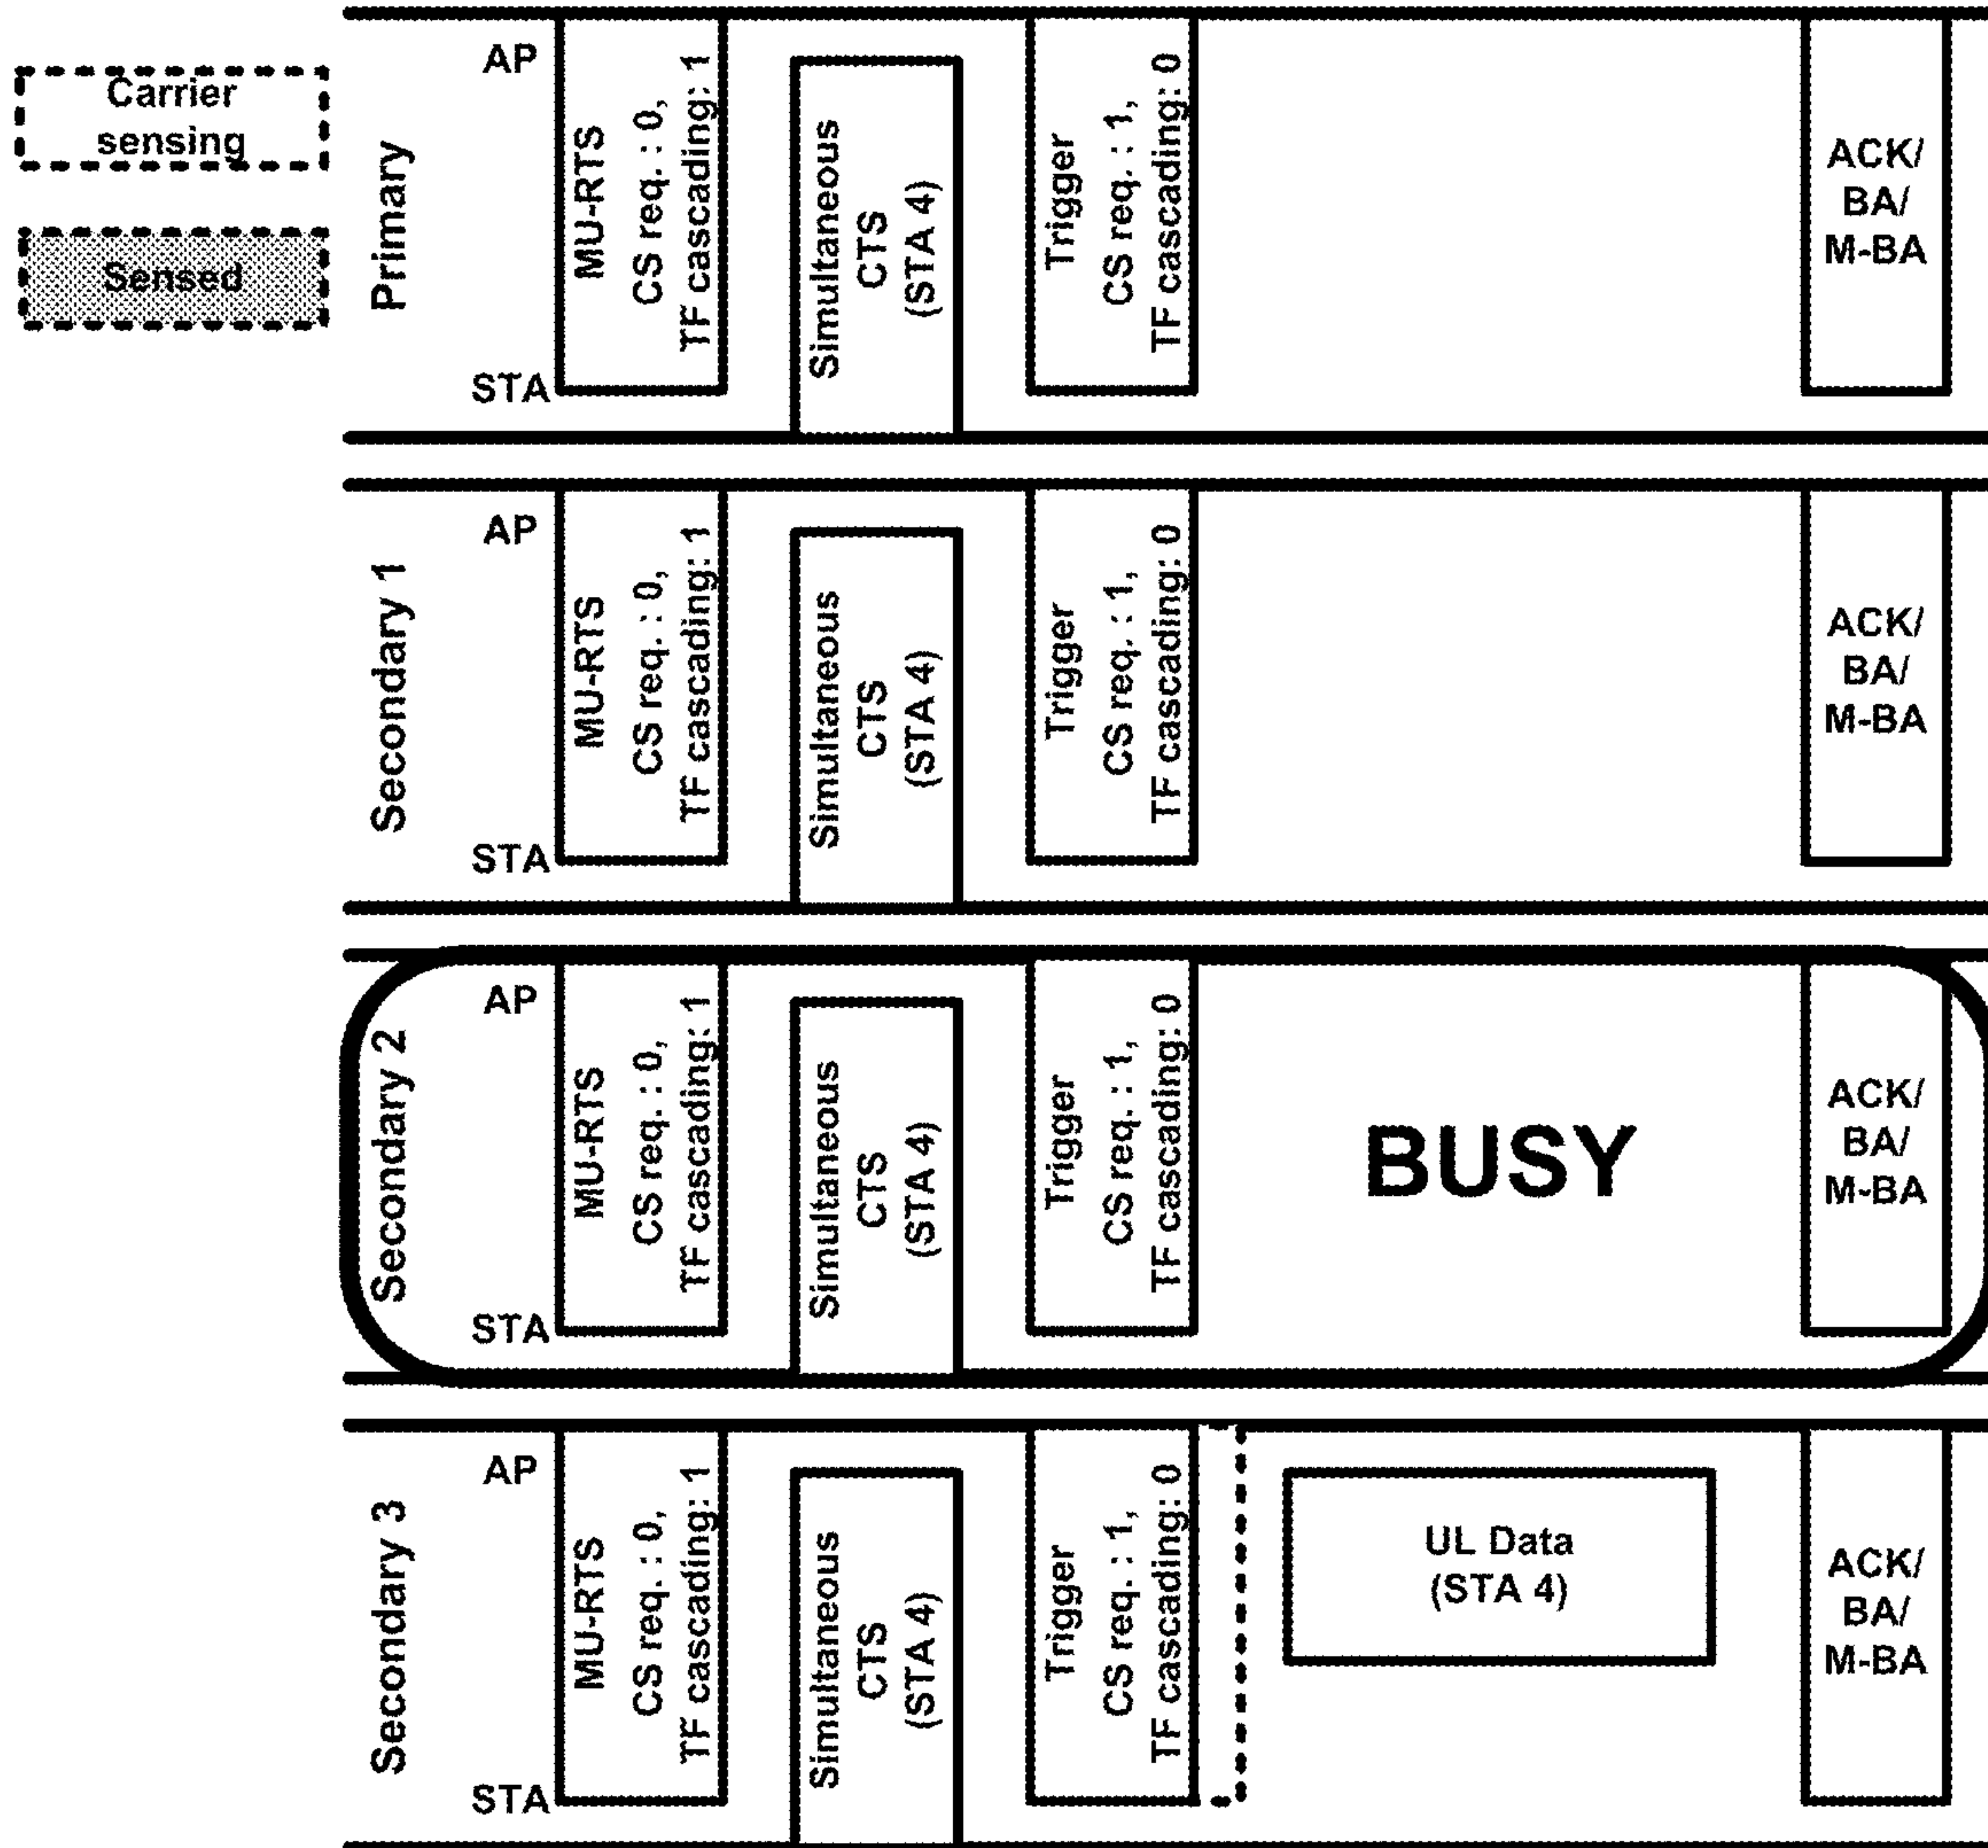 Carrier
sensing
Sensed
Primary
AP
STA
MU-RTS
CS req. : 0,
TF cascading: 1
Simultaneous
CTS
(STA 4)
Trigger
CS req. : 1,
TF cascading: 0
ACK/
BA/
M-BA
Secondary 1
AP
STA
MU-RTS
CS req. : 0,
TF cascading: 1
Simultaneous
CTS
(STA 4)
Trigger
CS req. : 1,
TF cascading: 0
ACK/
BA/
M-BA
Secondary 2
AP
STA
MU-RTS
CS req. : 0,
TF cascading: 1
Simultaneous
CTS
(STA 4)
Trigger
CS req. : 1,
TF cascading: 0
BUSY
ACK/
BA/
M-BA
Secondary 3
AP
STA
MU-RTS
CS req. : 0,
TF cascading: 1
Simultaneous
CTS
(STA 4)
Trigger
CS req. : 1,
TF cascading: 0
UL Data
(STA 4)
ACK/
BA/
M-BA